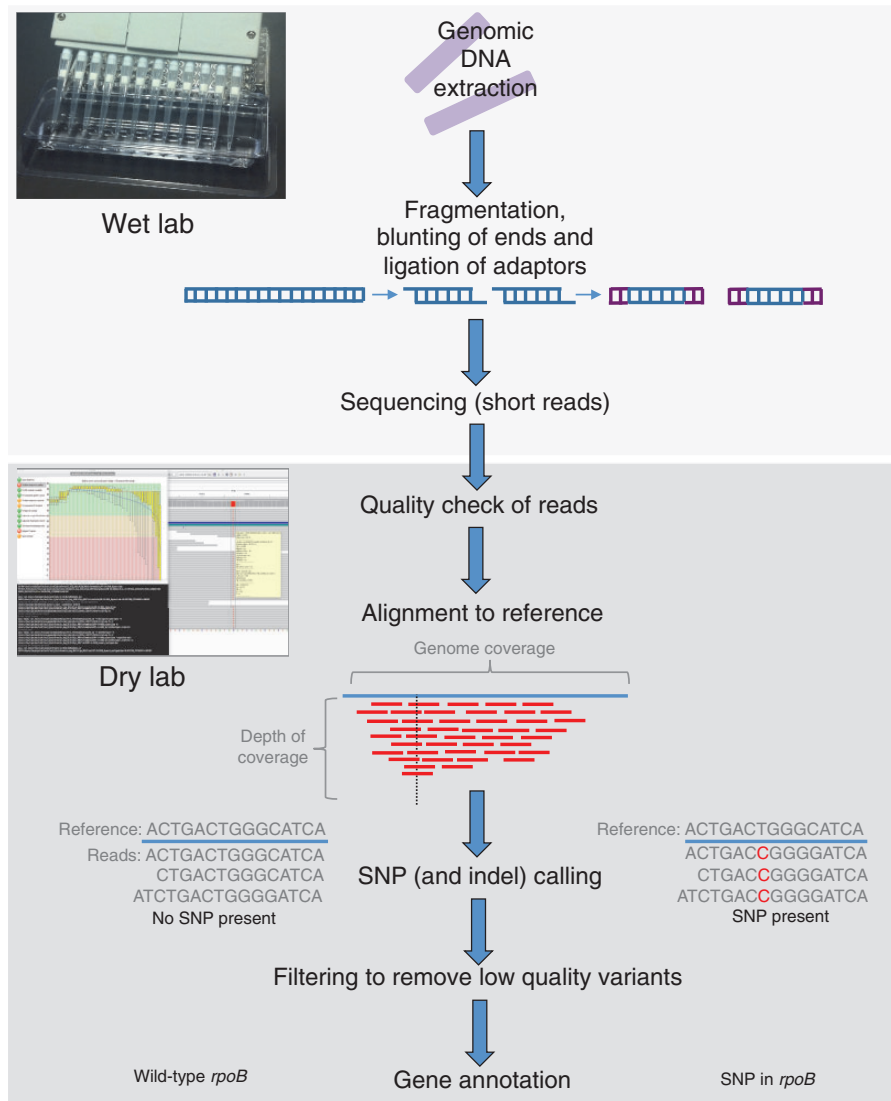 Genomic
DNA
extraction
Wet lab
Fragmentation,
blunting of ends and
ligation of adaptors
Sequencing (short reads)
Quality check of reads
Alignment to reference
Dry lab
Genome coverage
Depth of
coverage
Reference: ACTGACTGGGCATCA
Reads: ACTGACTGGGCATCA
CTGACTGGGCATCA
ATCTGACTGGGGATCA
No SNP present
SNP (and indel) calling
Reference: ACTGACTGGGCATCA
ACTGACCGGGGATCA
CTGACCGGGGATCA
ATCTGACCGGGGATCA
SNP present
Filtering to remove low quality variants
Wild-type rpoB
Gene annotation
SNP in rpoB